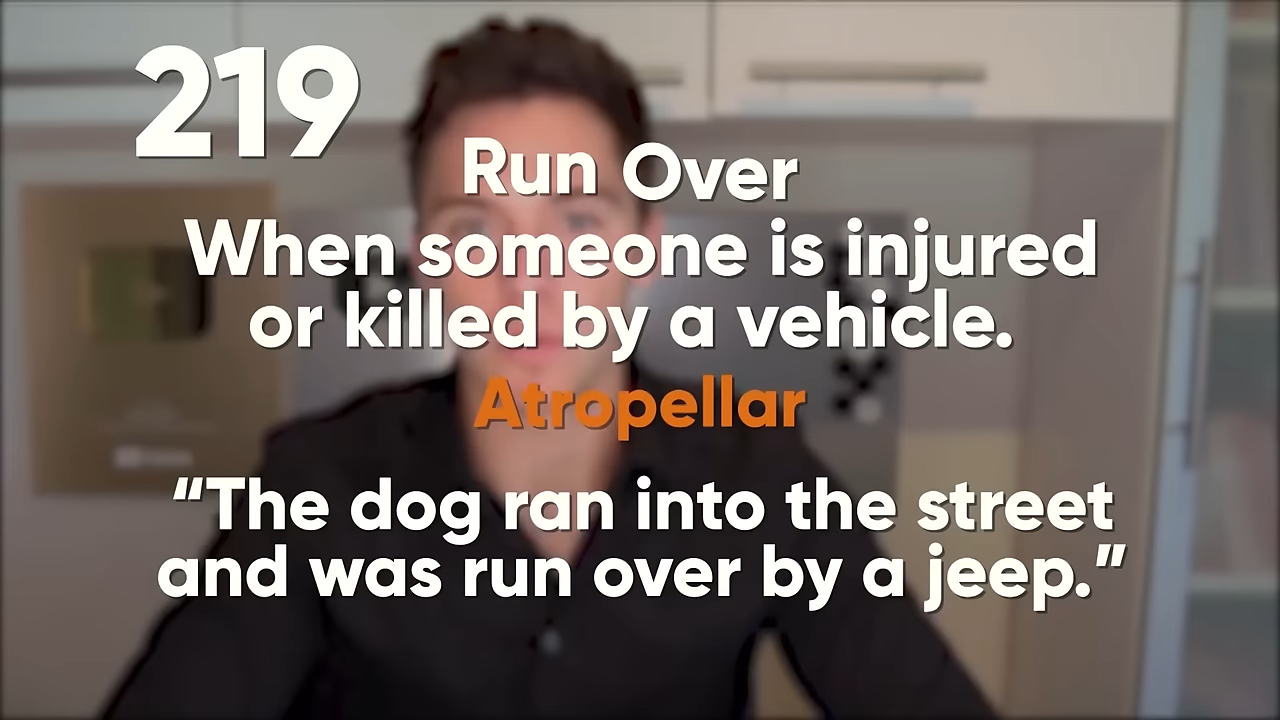 219
Run Over
When someone is injured
or killed by a vehicle.
Atropellar
“The dog ran into the street
and was run over by a jeep.”